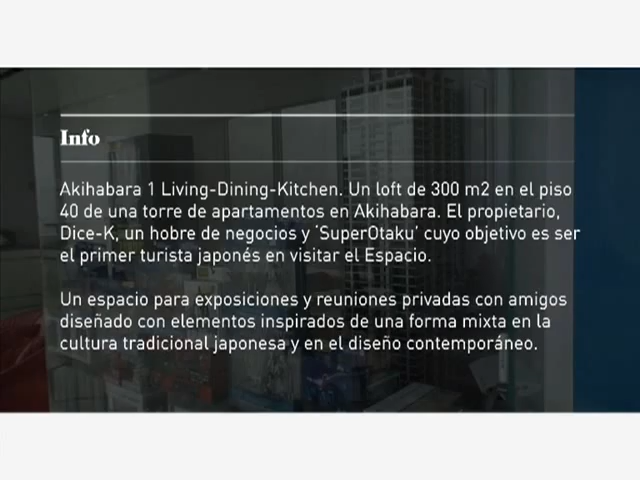 Info
Akihabara 1 Living-Dining-Kitchen. Un loft de 300 m2 en el piso
40 de una torre de apartamentos en Akihabara. El propietario,
Dice-K, un hobre de negocios y 'SuperOtaku' cuyo objetivo es ser
el primer turista japonés en visitar el Espacio.
Un espacio para exposiciones y reuniones privadas con amigos
diseñado con elementos inspirados de una forma mixta en la
cultura tradicional japonesa y en el diseño contemporáneo.